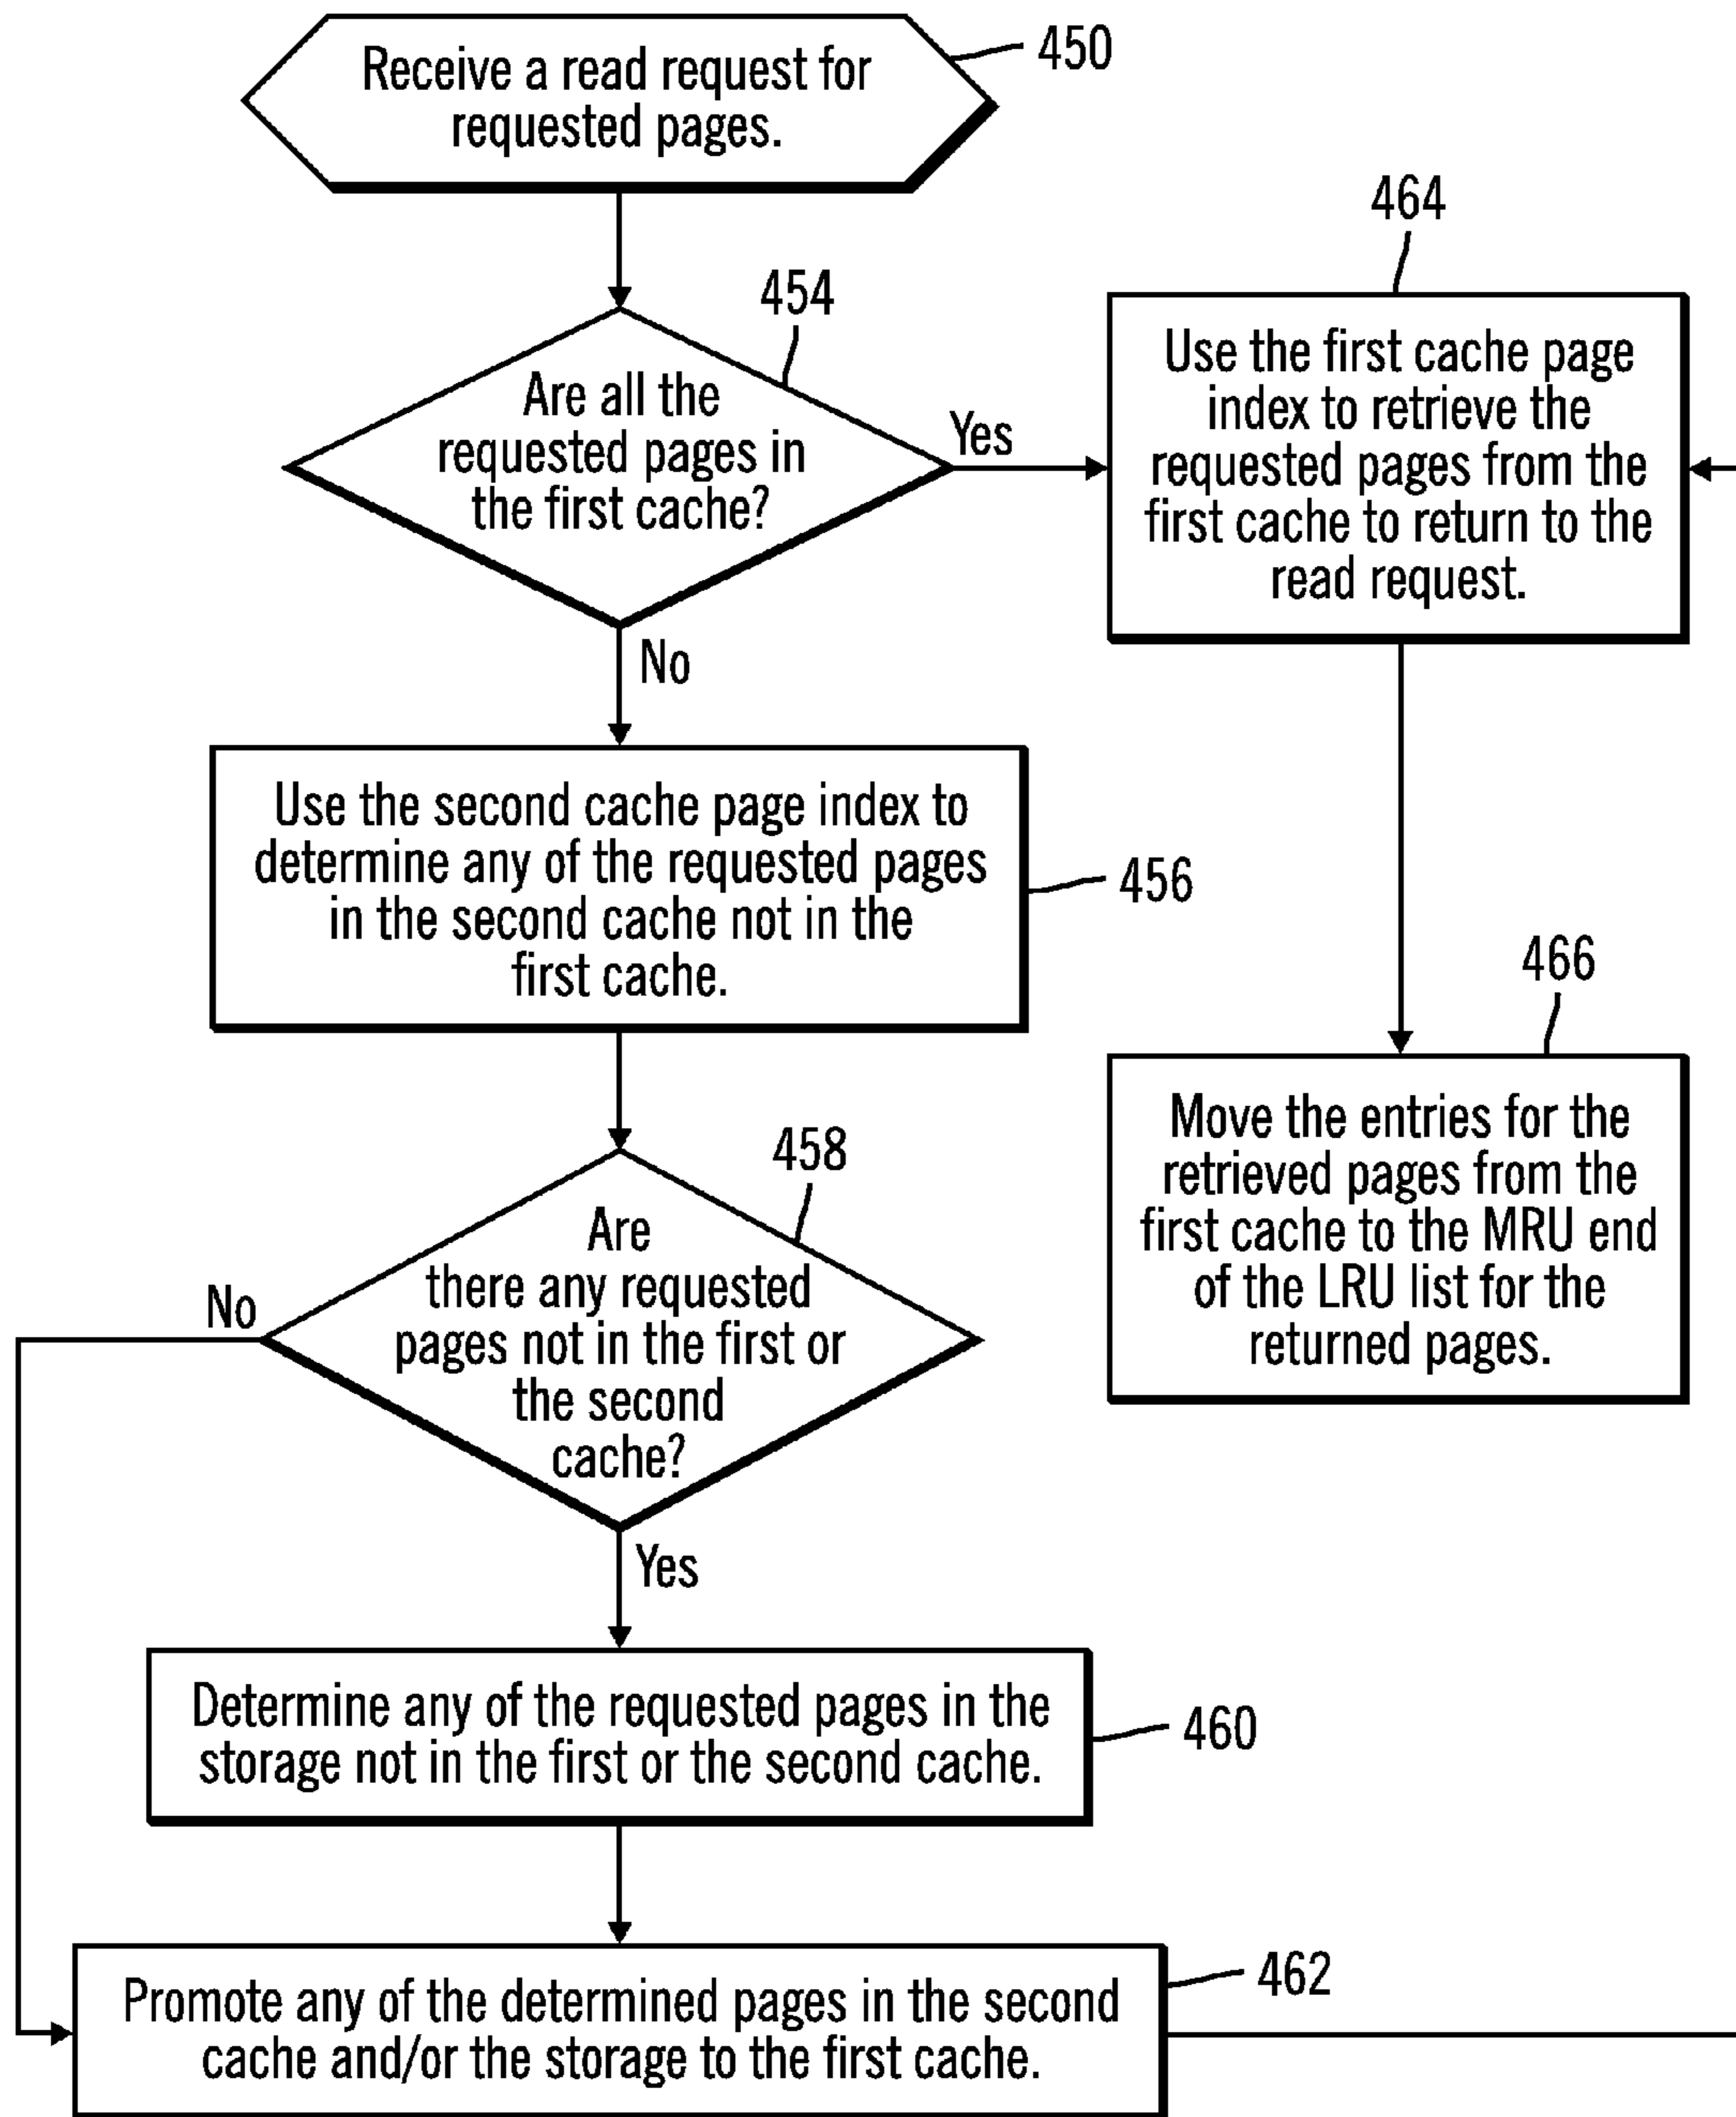 Receive a read request for
requested pages.
450
454
Are all the
requested pages in
the first cache?
Yes
No
464
Use the first cache page
index to retrieve the
requested pages from the
first cache to return to the
read request.
Use the second cache page index to
determine any of the requested pages
in the second cache not in the
first cache.
456
466
Move the entries for the
retrieved pages from the
first cache to the MRU end
of the LRU list for the
returned pages.
458
Are
there any requested
pages not in the first or
the second
cache?
No
Yes
Determine any of the requested pages in the
storage not in the first or the second cache.
460
Promote any of the determined pages in the second
cache and/or the storage to the first cache.
462